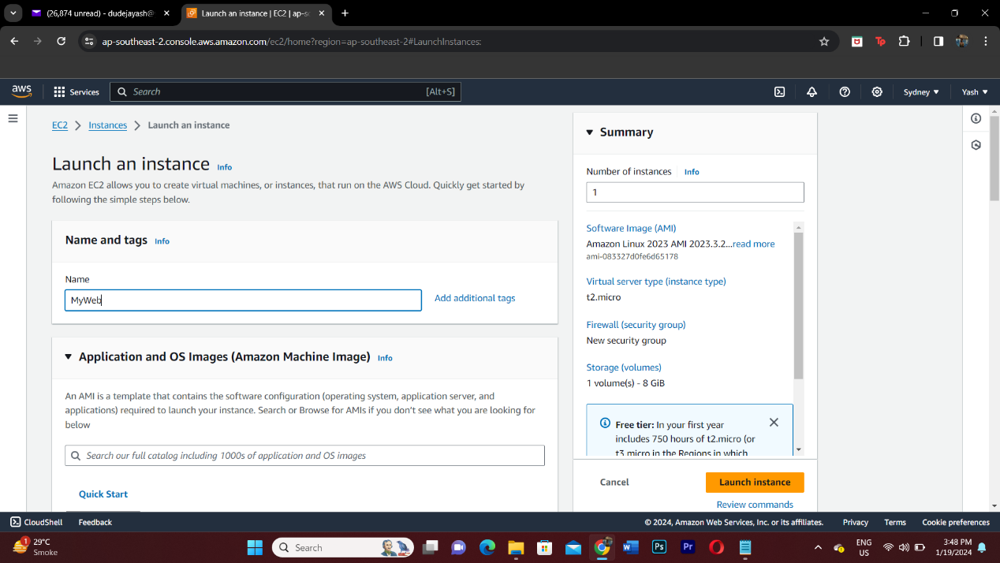 (26,874 unread) - dudejayash@
Launch an instance | EC2 | ap-sc
ap-southeast-2.console.aws.amazon.com/ec2/home?region=ap-southeast-2#LaunchInstances:
Tp
aws
Services
Search
[Alt+S]
Sydney
Yash
EC2
Instances
Launch an instance
Launch an instance
Info
Amazon EC2 allows you to create virtual machines, or instances, that run on the AWS Cloud. Quickly get started by
following the simple steps below.
Name and tags
Info
Name
MyWeb
Add additional tags
Application and OS Images (Amazon Machine Image)
Info
An AMI is a template that contains the software configuration (operating system, application server, and
applications) required to launch your instance. Search or Browse for AMIs if you don't see what you are looking for
below
Search our full catalog including 1000s of application and OS images
Quick Start
Summary
Number of instances
Info
1
Software Image (AMI)
Amazon Linux 2023 AMI 2023.3.2...read more
ami-083327d0fe6d65178
Virtual server type (instance type)
t2.micro
Firewall (security group)
New security group
Storage (volumes)
1 volume(s) - 8 GiB
Free tier: In your first year
includes 750 hours of t2.micro (or
t3.micro in the Regions in which
Cancel
Launch instance
Review commands
CloudShell
Feedback
© 2024, Amazon Web Services, Inc. or its affiliates.
Privacy
Terms
Cookie preferences
1
29°C
Smoke
Search
Ps
Pr
ENG
US
3:48 PM
1/19/2024